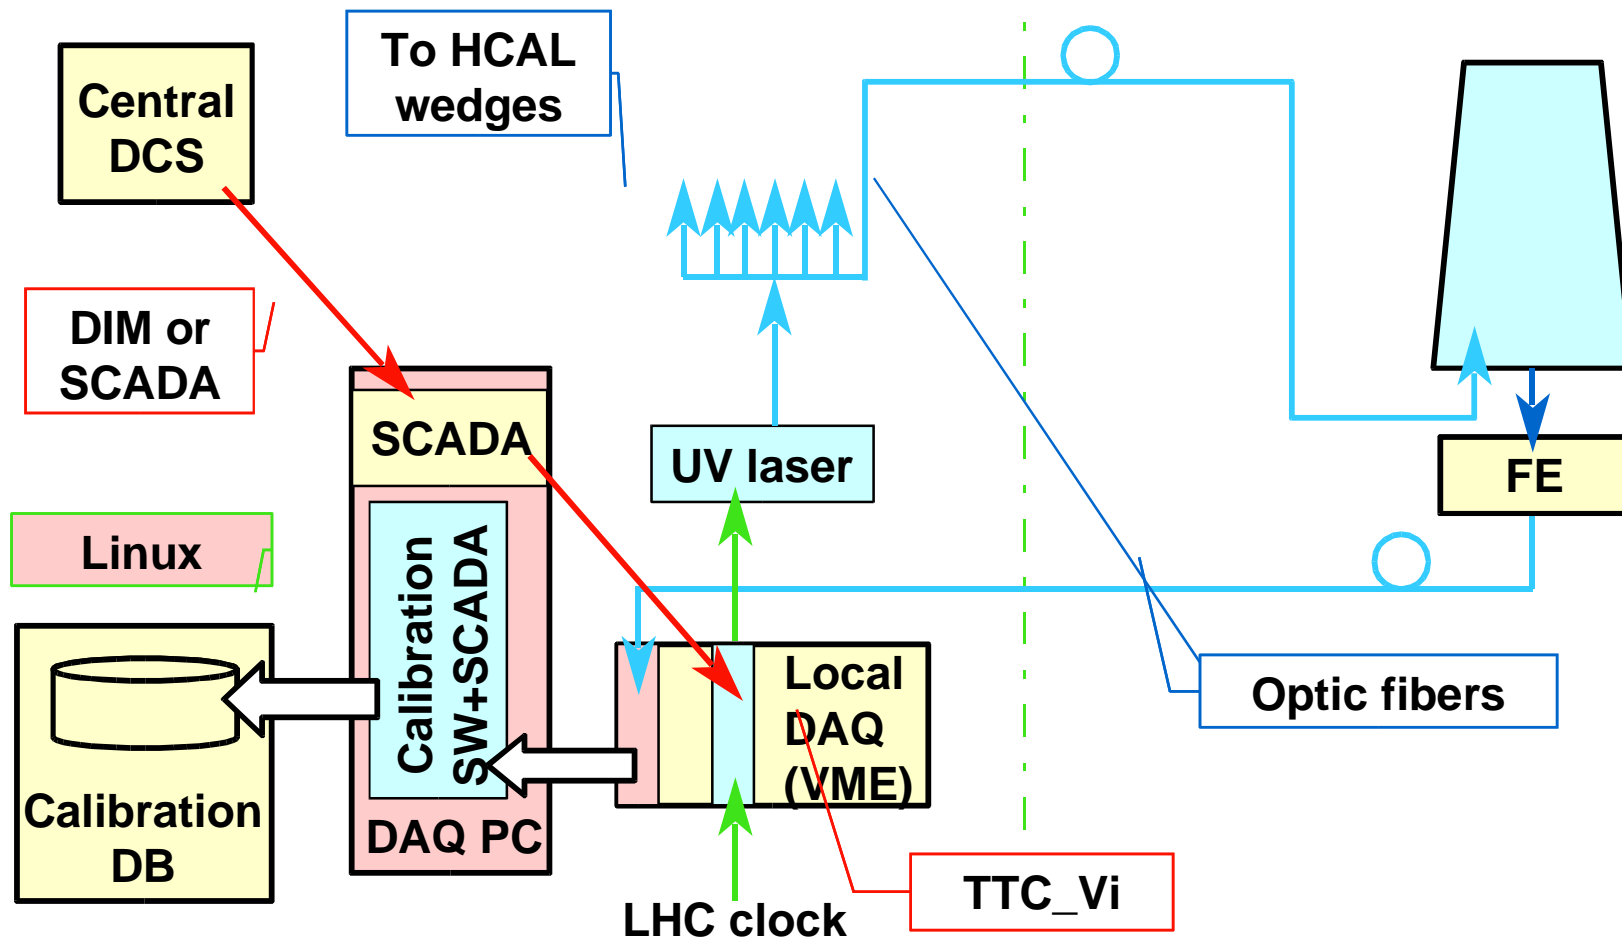 To HCAL
wedges
Central
DCS
DIM or
SCADA
SCADA
UV laser
FE
Linux
Calibration
SW+SCADA
Local
DAQ
(VME)
Optic fibers
Calibration
DB
DAQ PC
TTC_Vi
LHC clock